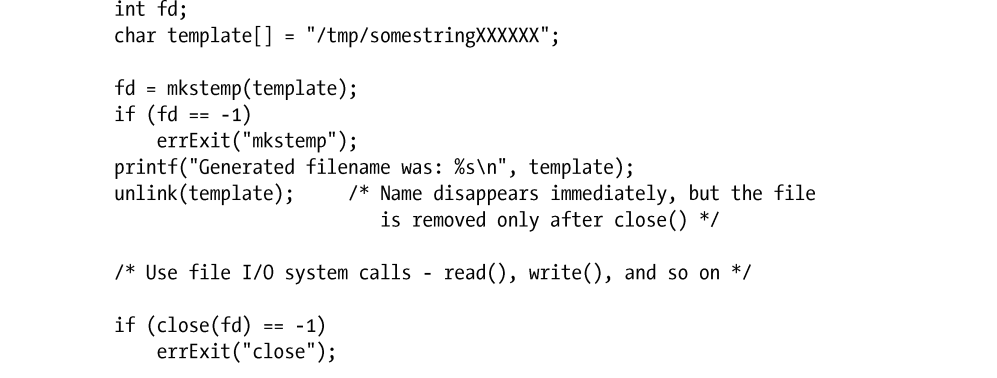 int fd;
char template[] = "/tmp/somestringXXXXXX";
fd = mkstemp(template);
if (fd == -1)
    errExit("mkstemp");
printf("Generated filename was: %s\n", template);
unlink(template);     /* Name disappears immediately, but the file
                         is removed only after close() */
/* Use file I/O system calls - read(), write(), and so on */
if (close(fd) == -1)
    errExit("close");